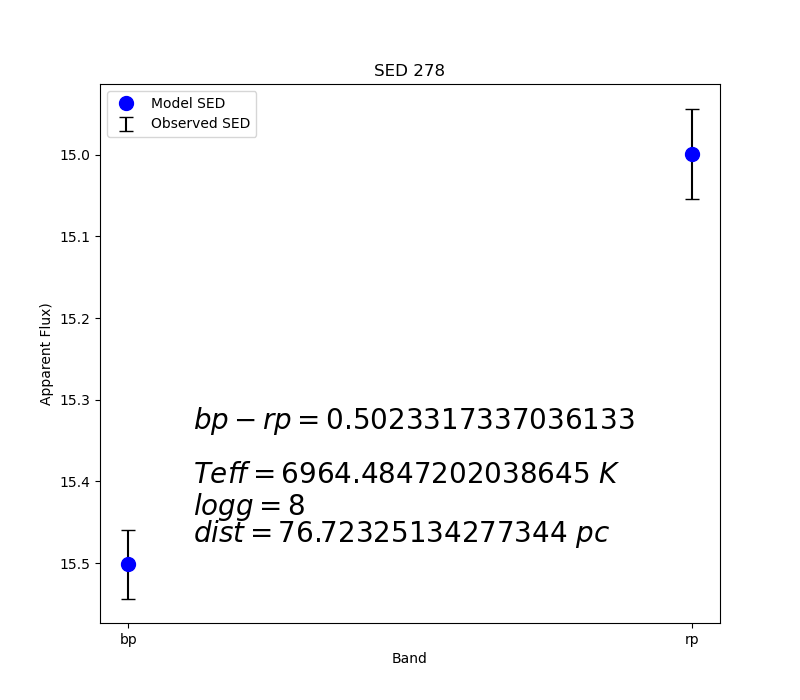 SED 278
Model SED
Observed SED
Apparent Flux)
15.0
15.1
15.2
15.3
15.4
15.5
bp − rp = 0.5023317337036133
Teff = 6964.4847202038645 K
logg = 8
dist = 76.72325134277344 pc
bp
rp
Band